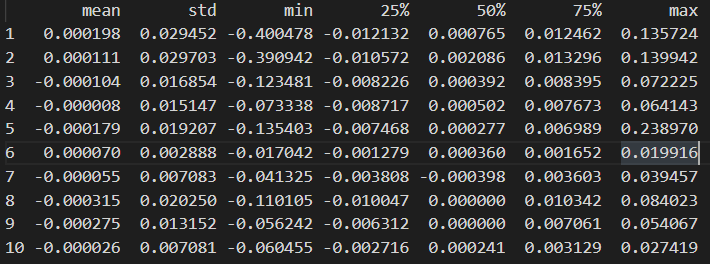 mean std min 25% 50% 75% max
1 0.000198 0.029452 -0.400478 -0.012132 0.000765 0.012462 0.135724
2 0.000111 0.029703 -0.390942 -0.010572 0.002086 0.013296 0.139942
3 -0.000104 0.016854 -0.123481 -0.008226 0.000392 0.008395 0.072225
4 -0.000008 0.015147 -0.073338 -0.008717 0.000502 0.007673 0.064143
5 -0.000179 0.019207 -0.135403 -0.007468 0.000277 0.006989 0.238970
6 0.000070 0.002888 -0.017042 -0.001279 0.000360 0.001652 0.019916
7 -0.000055 0.007083 -0.041325 -0.003808 -0.000398 0.003603 0.039457
8 -0.000315 0.020250 -0.110105 -0.010047 0.000000 0.010342 0.084023
9 -0.000275 0.013152 -0.056242 -0.006312 0.000000 0.007061 0.054067
10 -0.000026 0.007081 -0.060455 -0.002716 0.000241 0.003129 0.027419